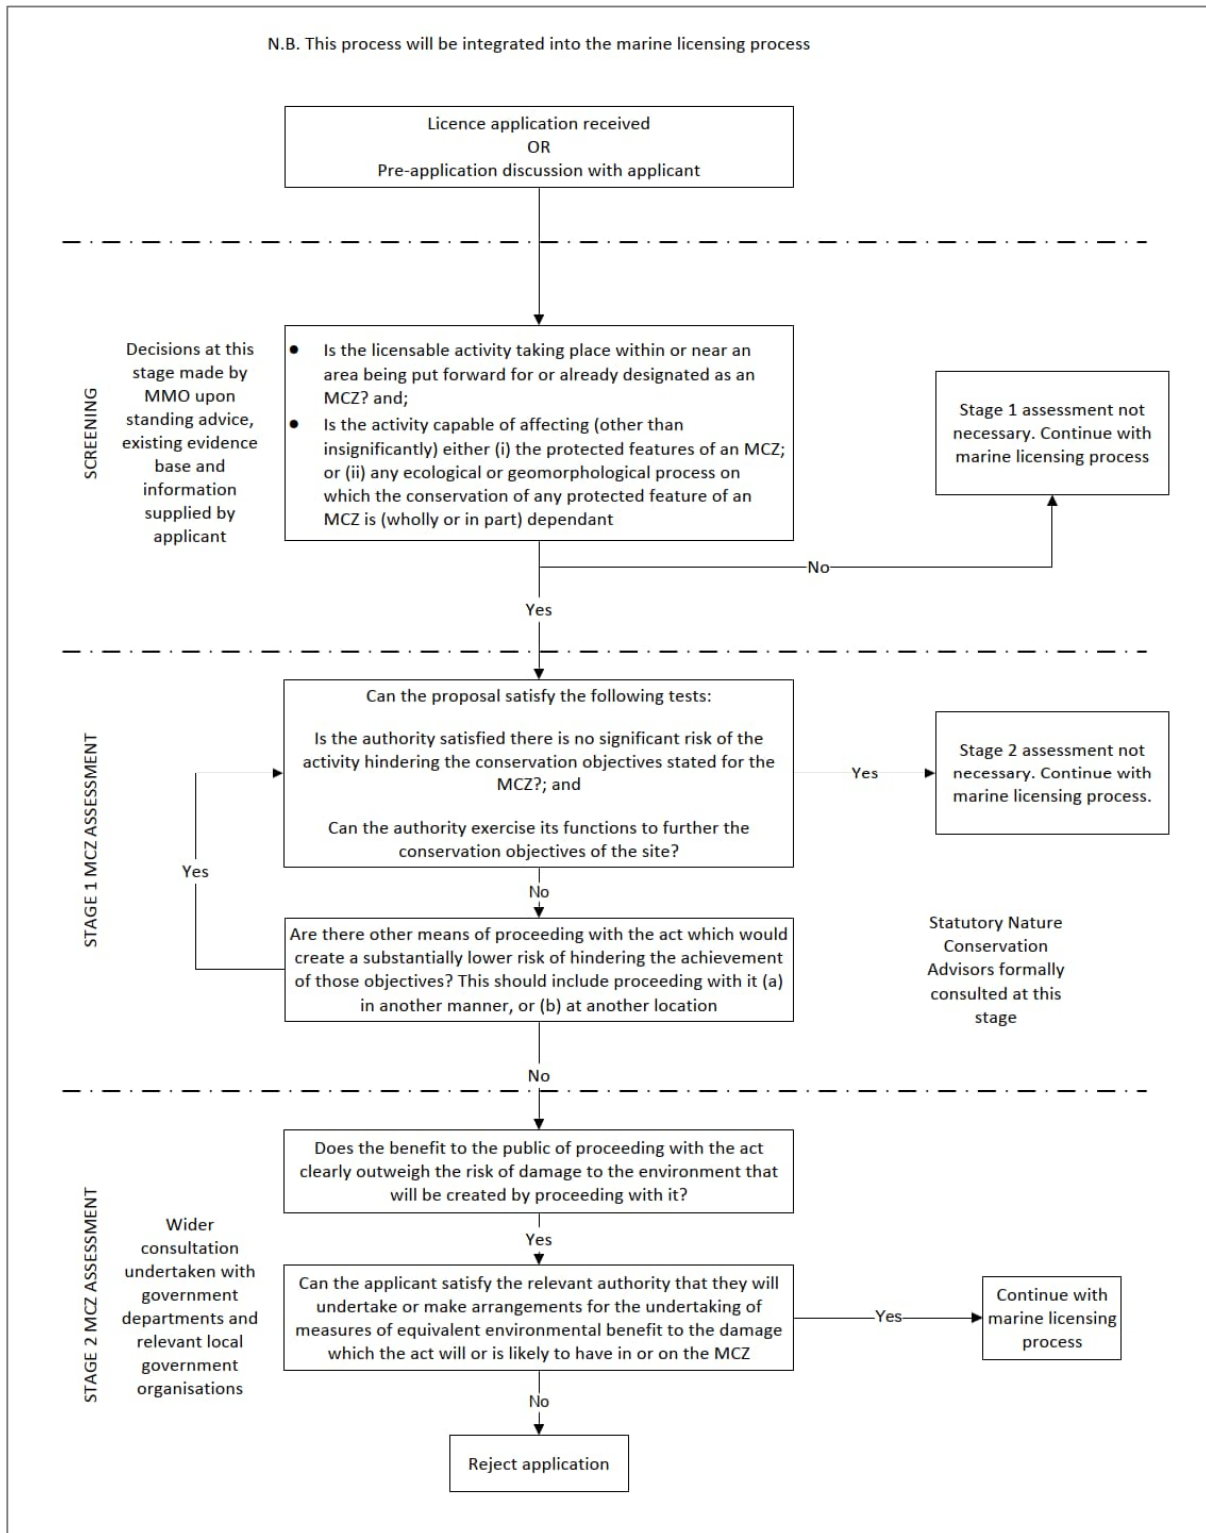 N.B. This process will be integrated into the marine licensing process
Licence application received
OR
Pre-application discussion with applicant
SCREENING
Decisions at this
stage made by
MMO upon
standing advice,
existing evidence
base and
information
supplied by
applicant
● Is the licensable activity taking place within or near an
area being put forward for or already designated as an
MCZ? and;
● Is the activity capable of affecting (other than
insignificantly) either (i) the protected features of an MCZ;
or (ii) any ecological or geomorphological process on
which the conservation of any protected feature of an
MCZ is (wholly or in part) dependant
Stage 1 assessment not
necessary. Continue with
marine licensing process
No
Yes
STAGE 1 MCZ ASSESSMENT
Can the proposal satisfy the following tests:
Is the authority satisfied there is no significant risk of the
activity hindering the conservation objectives stated for the
MCZ?; and
Can the authority exercise its functions to further the
conservation objectives of the site?
Yes
Stage 2 assessment not
necessary. Continue with
marine licensing process.
Yes
No
Are there other means of proceeding with the act which would
create a substantially lower risk of hindering the achievement
of those objectives? This should include proceeding with it (a)
in another manner, or (b) at another location
Statutory Nature
Conservation
Advisors formally
consulted at this
stage
No
STAGE 2 MCZ ASSESSMENT
Wider
consultation
undertaken with
government
departments and
relevant local
government
organisations
Does the benefit to the public of proceeding with the act
clearly outweigh the risk of damage to the environment that
will be created by proceeding with it?
Yes
Can the applicant satisfy the relevant authority that they will
undertake or make arrangements for the undertaking of
measures of equivalent environmental benefit to the damage
which the act will or is likely to have in or on the MCZ
Yes
Continue with
marine licensing
process
No
Reject application